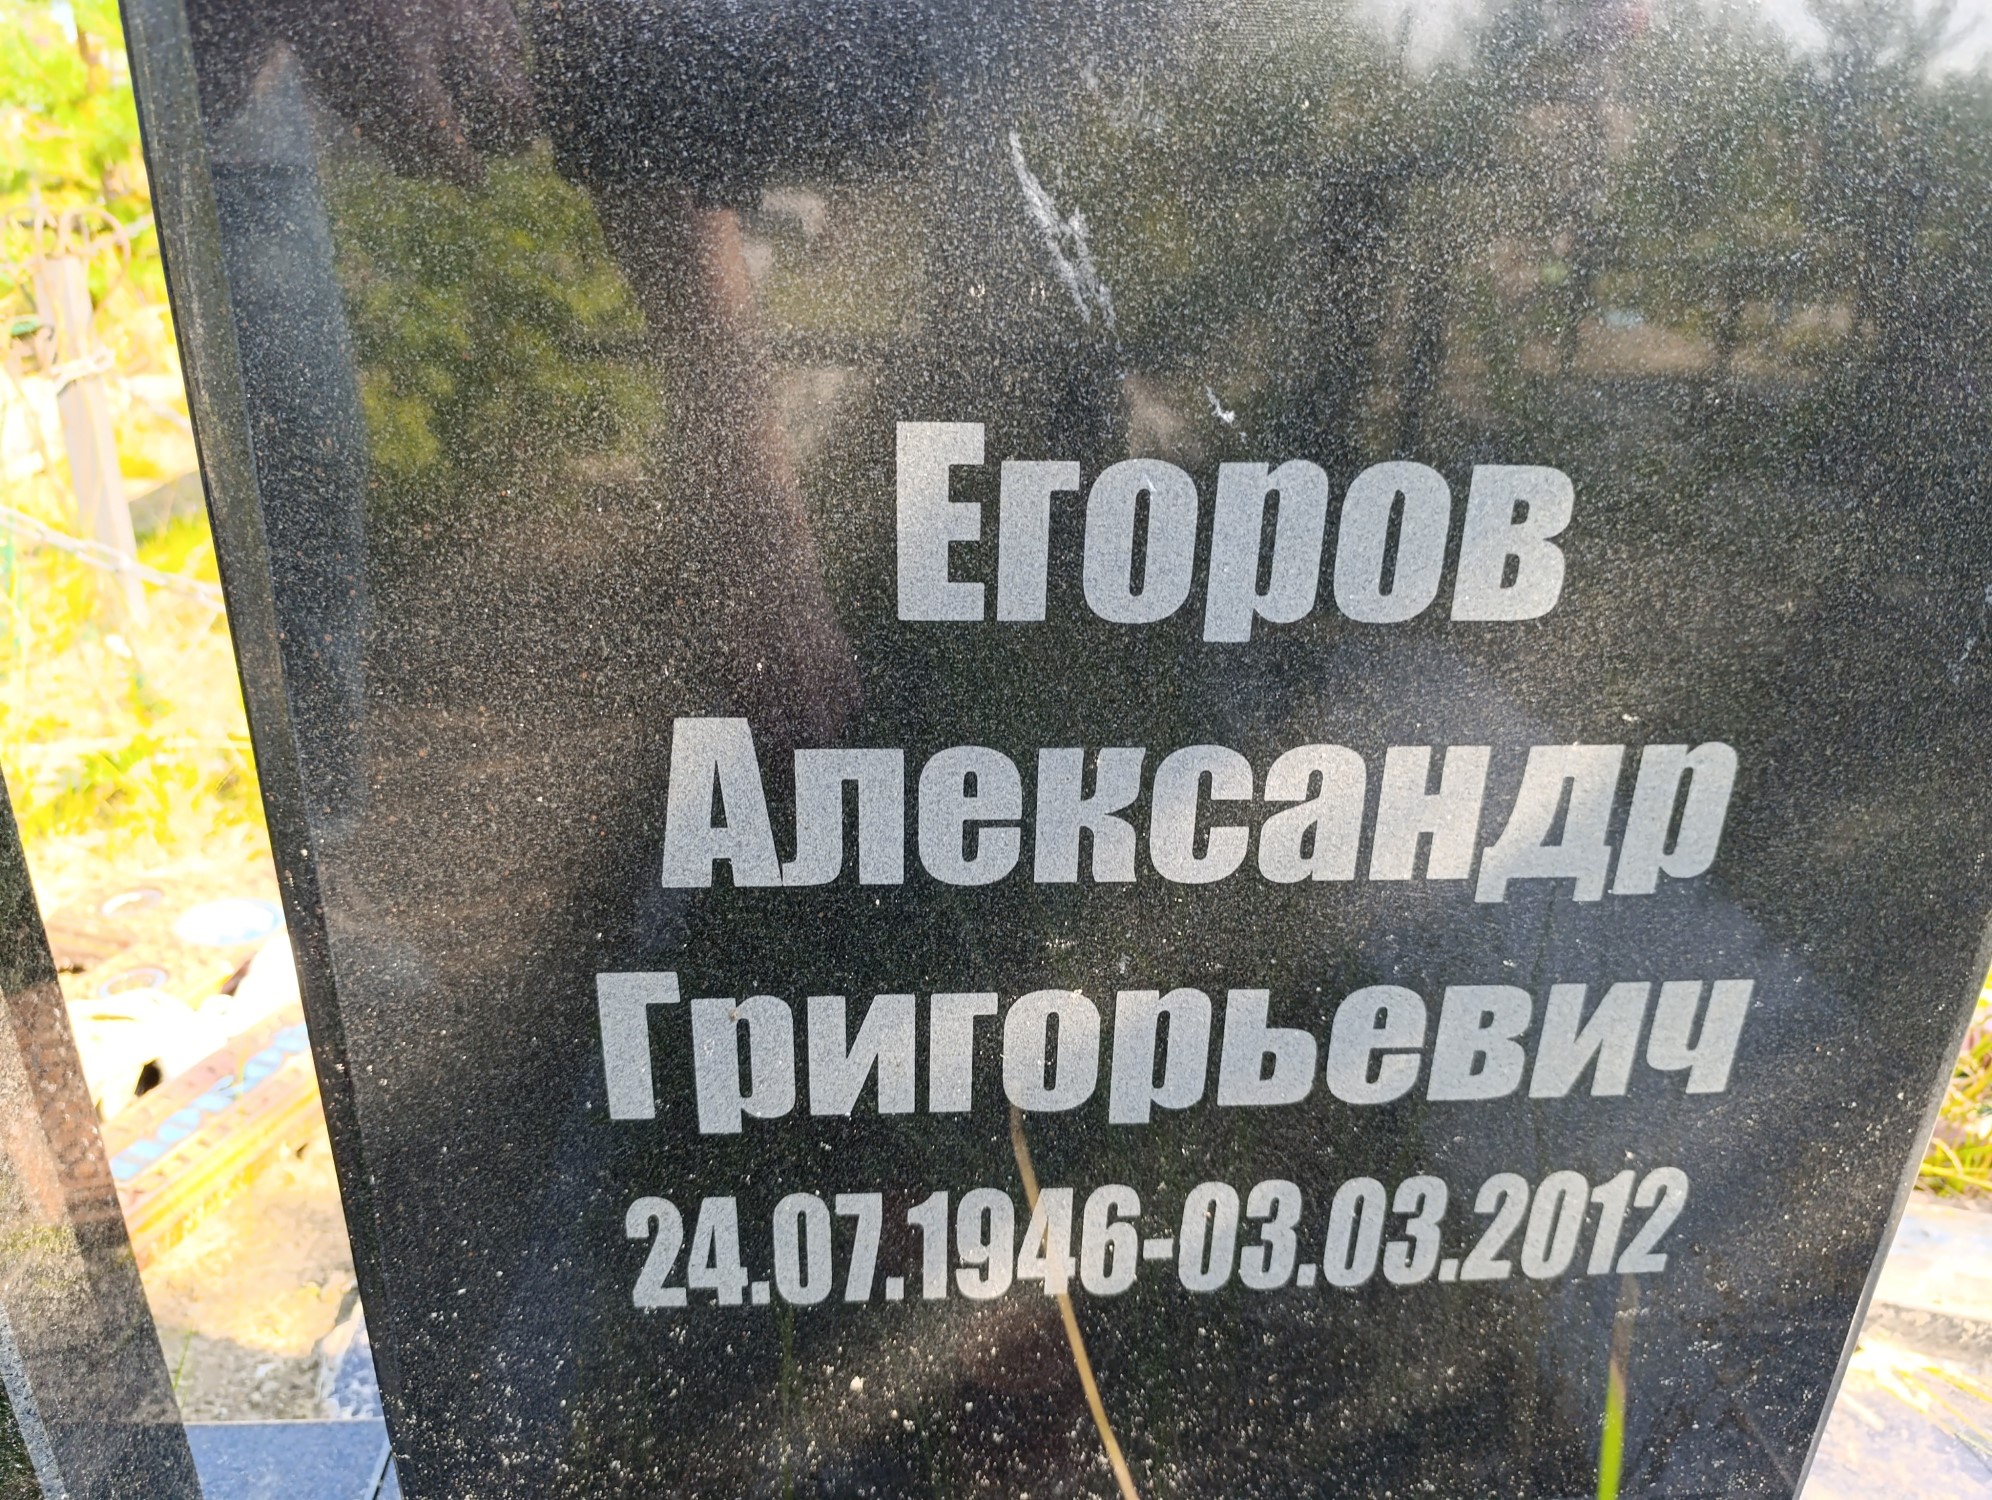 Егоров
Александр
Григорьевич
24.07.1946-03.03.2012